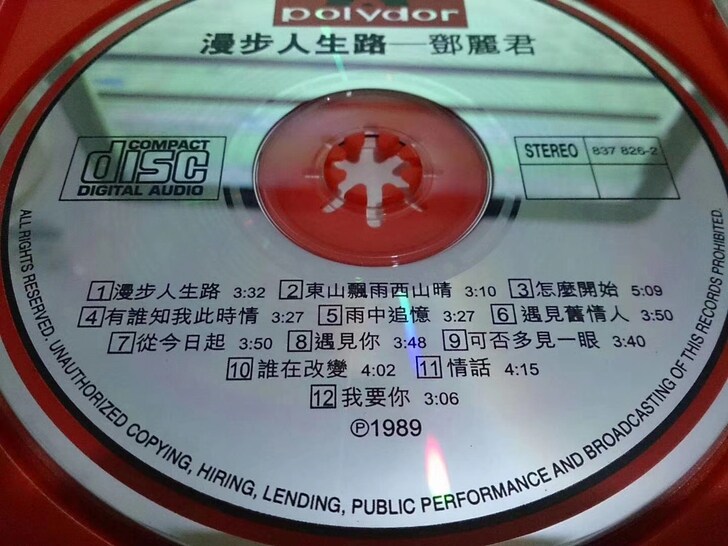 polydor
漫步人生路—鄧麗君
COMPACT
disc
DIGITAL AUDIO
STEREO 837 826-2
1 漫步人生路 3:32 2 東山飄雨西山晴 3:10 3 怎麼開始 5:09
4 有誰知我此時情 3:27 5 雨中追憶 3:27 6 遇見舊情人 3:50
7 從今日起 3:50 8 遇見你 3:48 9 可否多見一眼 3:40
10 誰在改變 4:02 11 情話 4:15
12 我要你 3:06
Ⓟ1989
ALL RIGHTS RESERVED. UNAUTHORIZED COPYING, HIRING, LENDING, PUBLIC PERFORMANCE AND BROADCASTING OF THIS RECORDS PROHIBITED.